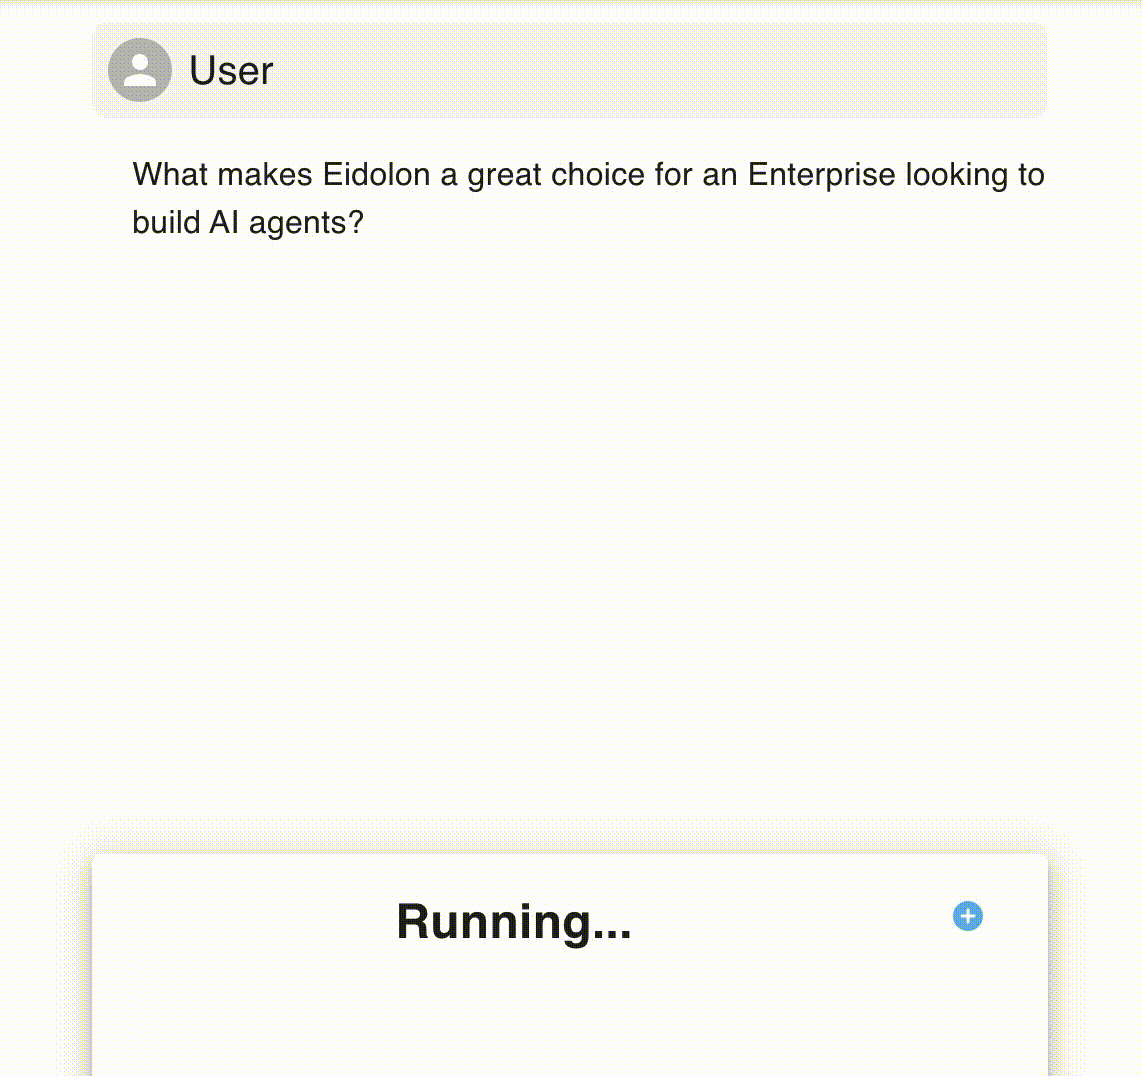 User
What makes Eidolon a great choice for an Enterprise looking to
build AI agents?
Running...